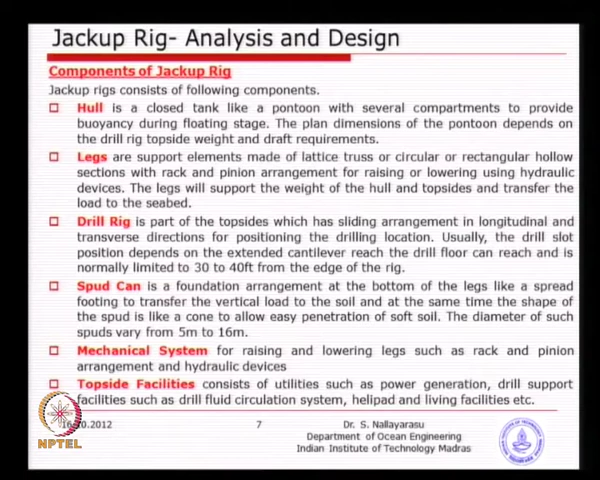 Jackup Rig- Analysis and Design
Components of Jackup Rig
Jackup rigs consists of following components.
Hull is a closed tank like a pontoon with several compartments to provide
buoyancy during floating stage. The plan dimensions of the pontoon depends on
the drill rig topside weight and draft requirements.
Legs are support elements made of lattice truss or circular or rectangular hollow
sections with rack and pinion arrangement for raising or lowering using hydraulic
devices. The legs will support the weight of the hull and topsides and transfer the
load to the seabed.
Drill Rig is part of the topsides which has sliding arrangement in longitudinal and
transverse directions for positioning the drilling location. Usually, the drill slot
position depends on the extended cantilever reach the drill floor can reach and is
normally limited to 30 to 40ft from the edge of the rig.
Spud Can is a foundation arrangement at the bottom of the legs like a spread
footing to transfer the vertical load to the soil and at the same time the shape of
the spud is like a cone to allow easy penetration of soft soil. The diameter of such
spuds vary from 5m to 16m.
Mechanical System for raising and lowering legs such as rack and pinion
arrangement and hydraulic devices
Topside Facilities consists of utilities such as power generation, drill support
facilities such as drill fluid circulation system, helipad and living facilities etc.
7
Dr. S. Nallayarasu
Department of Ocean Engineering
Indian Institute of Technology Madras
NPTEL